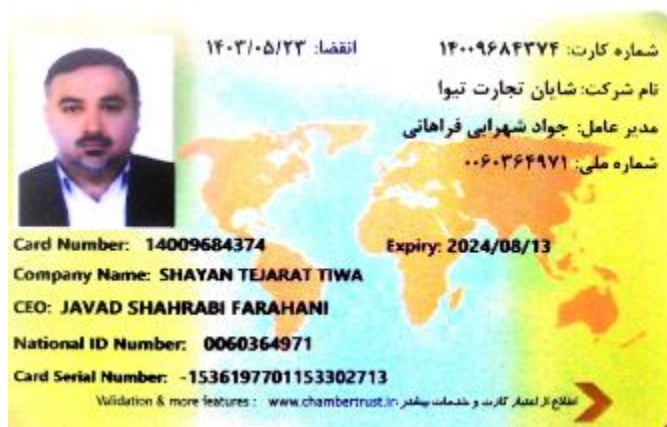 شماره کارت: ۱۴۰۰۹۶۸۴۳۷۴
انقضا: ۱۴۰۳/۰۵/۲۳
نام شرکت: شایان تجارت تیوا
مدیر عامل: جواد شهرابی فراهانی
شماره ملی: ۰۰۶۰۳۶۴۹۷۱
Card Number: 14009684374
Expiry: 2024/08/13
Company Name: SHAYAN TEJARAT TIWA
CEO: JAVAD SHAHRABI FARAHANI
National ID Number: 0060364971
Card Serial Number: -1536197701153302713
Validation & more features : www.chambertrust.ir اطلاع از اعتبار کارت و خدمات بیشتر